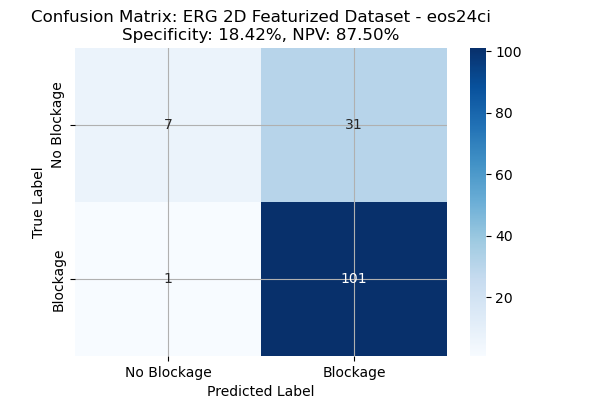 Confusion Matrix: ERG 2D Featurized Dataset - eos24ci
Specificity: 18.42%, NPV: 87.50%
True Label
No Blockage
7
31
Blockage
1
101
No Blockage
Blockage
Predicted Label
100
80
60
40
20